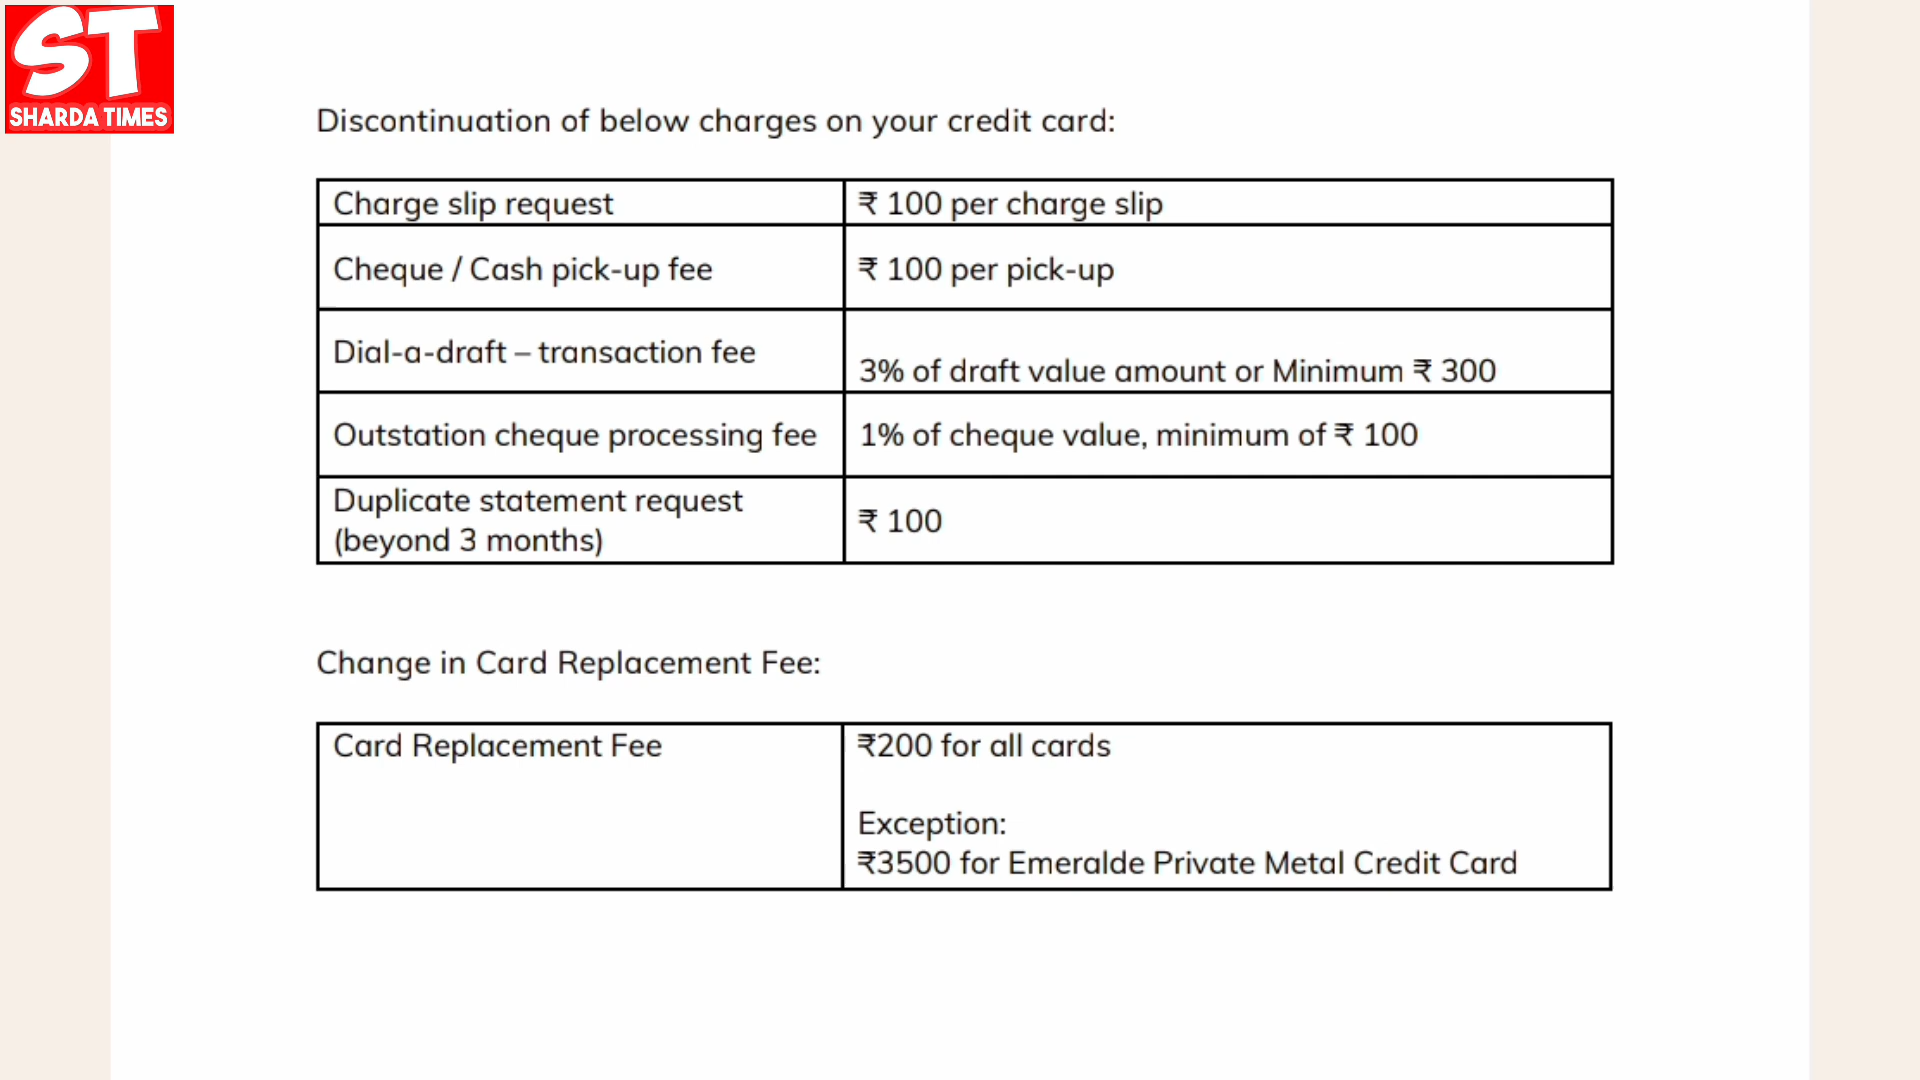 ST
SHARDA TIMES
Discontinuation of below charges on your credit card:
Charge slip request ₹ 100 per charge slip
Cheque / Cash pick-up fee ₹ 100 per pick-up
Dial-a-draft – transaction fee 3% of draft value amount or Minimum ₹ 300
Outstation cheque processing fee 1% of cheque value, minimum of ₹ 100
Duplicate statement request
(beyond 3 months) ₹ 100
Change in Card Replacement Fee:
Card Replacement Fee ₹200 for all cards
Exception:
₹3500 for Emeralde Private Metal Credit Card